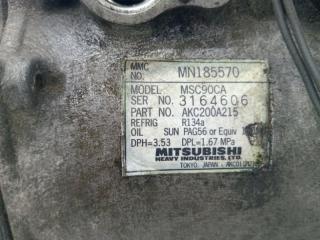 MMC
NO. MN185570
MODEL MSC90CA
SER NO. 3164606
PART NO. AKC200A215
REFRIG R134a
OIL SUN PAG56 or Equiv
DPH=3.53 DPL=1.67 MPa
MITSUBISHI
HEAVY INDUSTRIES, LTD.
TOKYO, JAPAN